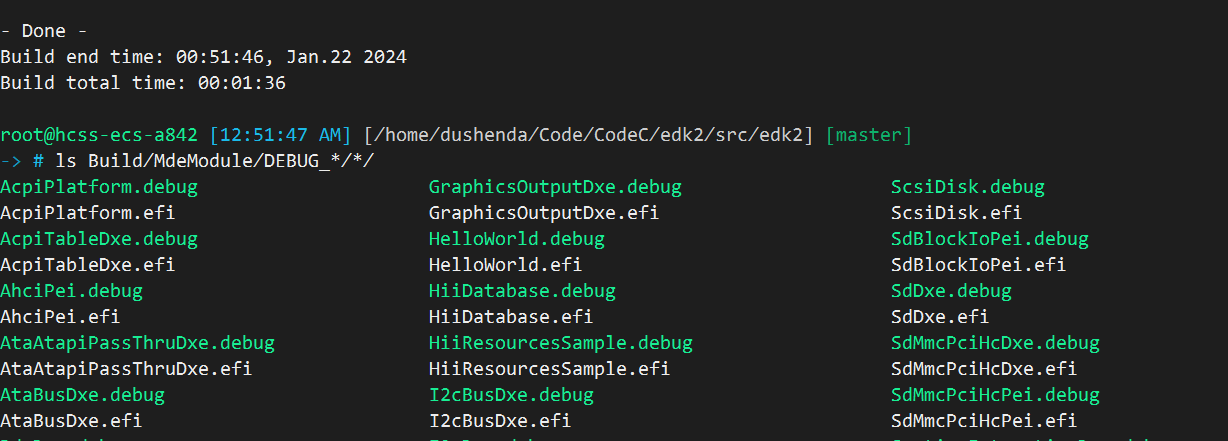 - Done -
Build end time: 00:51:46, Jan.22 2024
Build total time: 00:01:36
root@hcss-ecs-a842 [12:51:47 AM] [/home/dushenda/Code/CodeC/edk2/src/edk2] [master]
-> # ls Build/MdeModule/DEBUG_*/*/
AcpiPlatform.debug GraphicsOutputDxe.debug ScsiDisk.debug
AcpiPlatform.efi GraphicsOutputDxe.efi ScsiDisk.efi
AcpiTableDxe.debug HelloWorld.debug SdBlockIoPei.debug
AcpiTableDxe.efi HelloWorld.efi SdBlockIoPei.efi
AhciPei.debug HiiDatabase.debug SdDxe.debug
AhciPei.efi HiiDatabase.efi SdDxe.efi
AtaAtapiPassThruDxe.debug HiiResourcesSample.debug SdMmcPciHcDxe.debug
AtaAtapiPassThruDxe.efi HiiResourcesSample.efi SdMmcPciHcDxe.efi
AtaBusDxe.debug I2cBusDxe.debug SdMmcPciHcPei.debug
AtaBusDxe.efi I2cBusDxe.efi SdMmcPciHcPei.efi